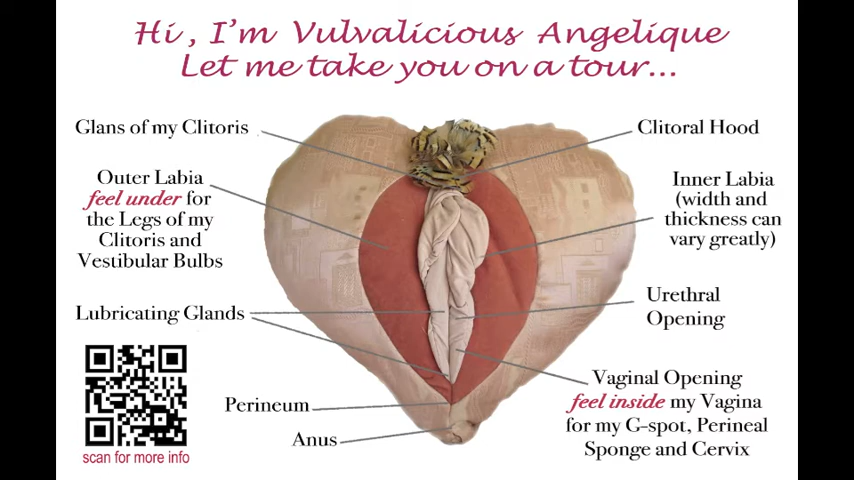 Hi, I'm Vulvalicious Angelique
Let me take you on a tour...
Glans of my Clitoris
Clitoral Hood
Outer Labia
feel under for
the Legs of my
Clitoris and
Vestibular Bulbs
Inner Labia
(width and
thickness can
vary greatly)
Lubricating Glands
Urethral
Opening
Vaginal Opening
feel inside my Vagina
for my G-spot, Perineal
Sponge and Cervix
Perineum
Anus
scan for more info